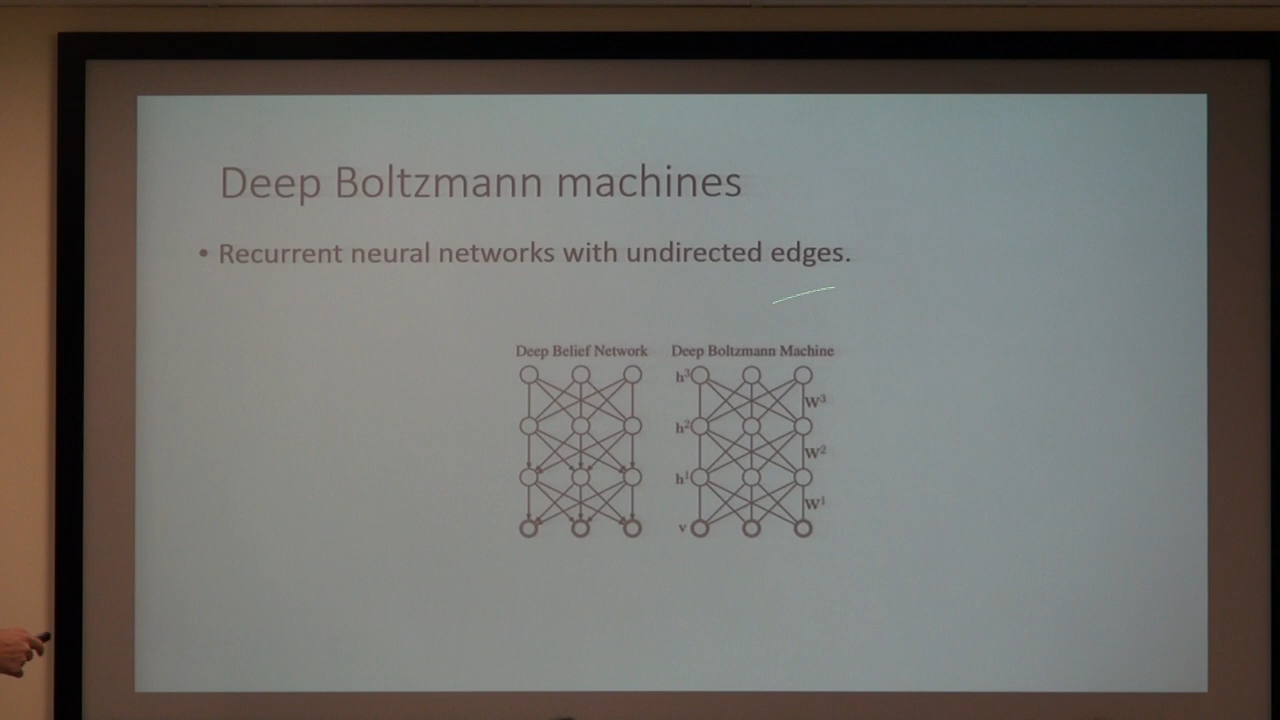 Deep Boltzmann machines
• Recurrent neural networks with undirected edges.
Deep Belief Network
Deep Boltzmann Machine
h³
W³
h²
W²
h¹
W¹
v